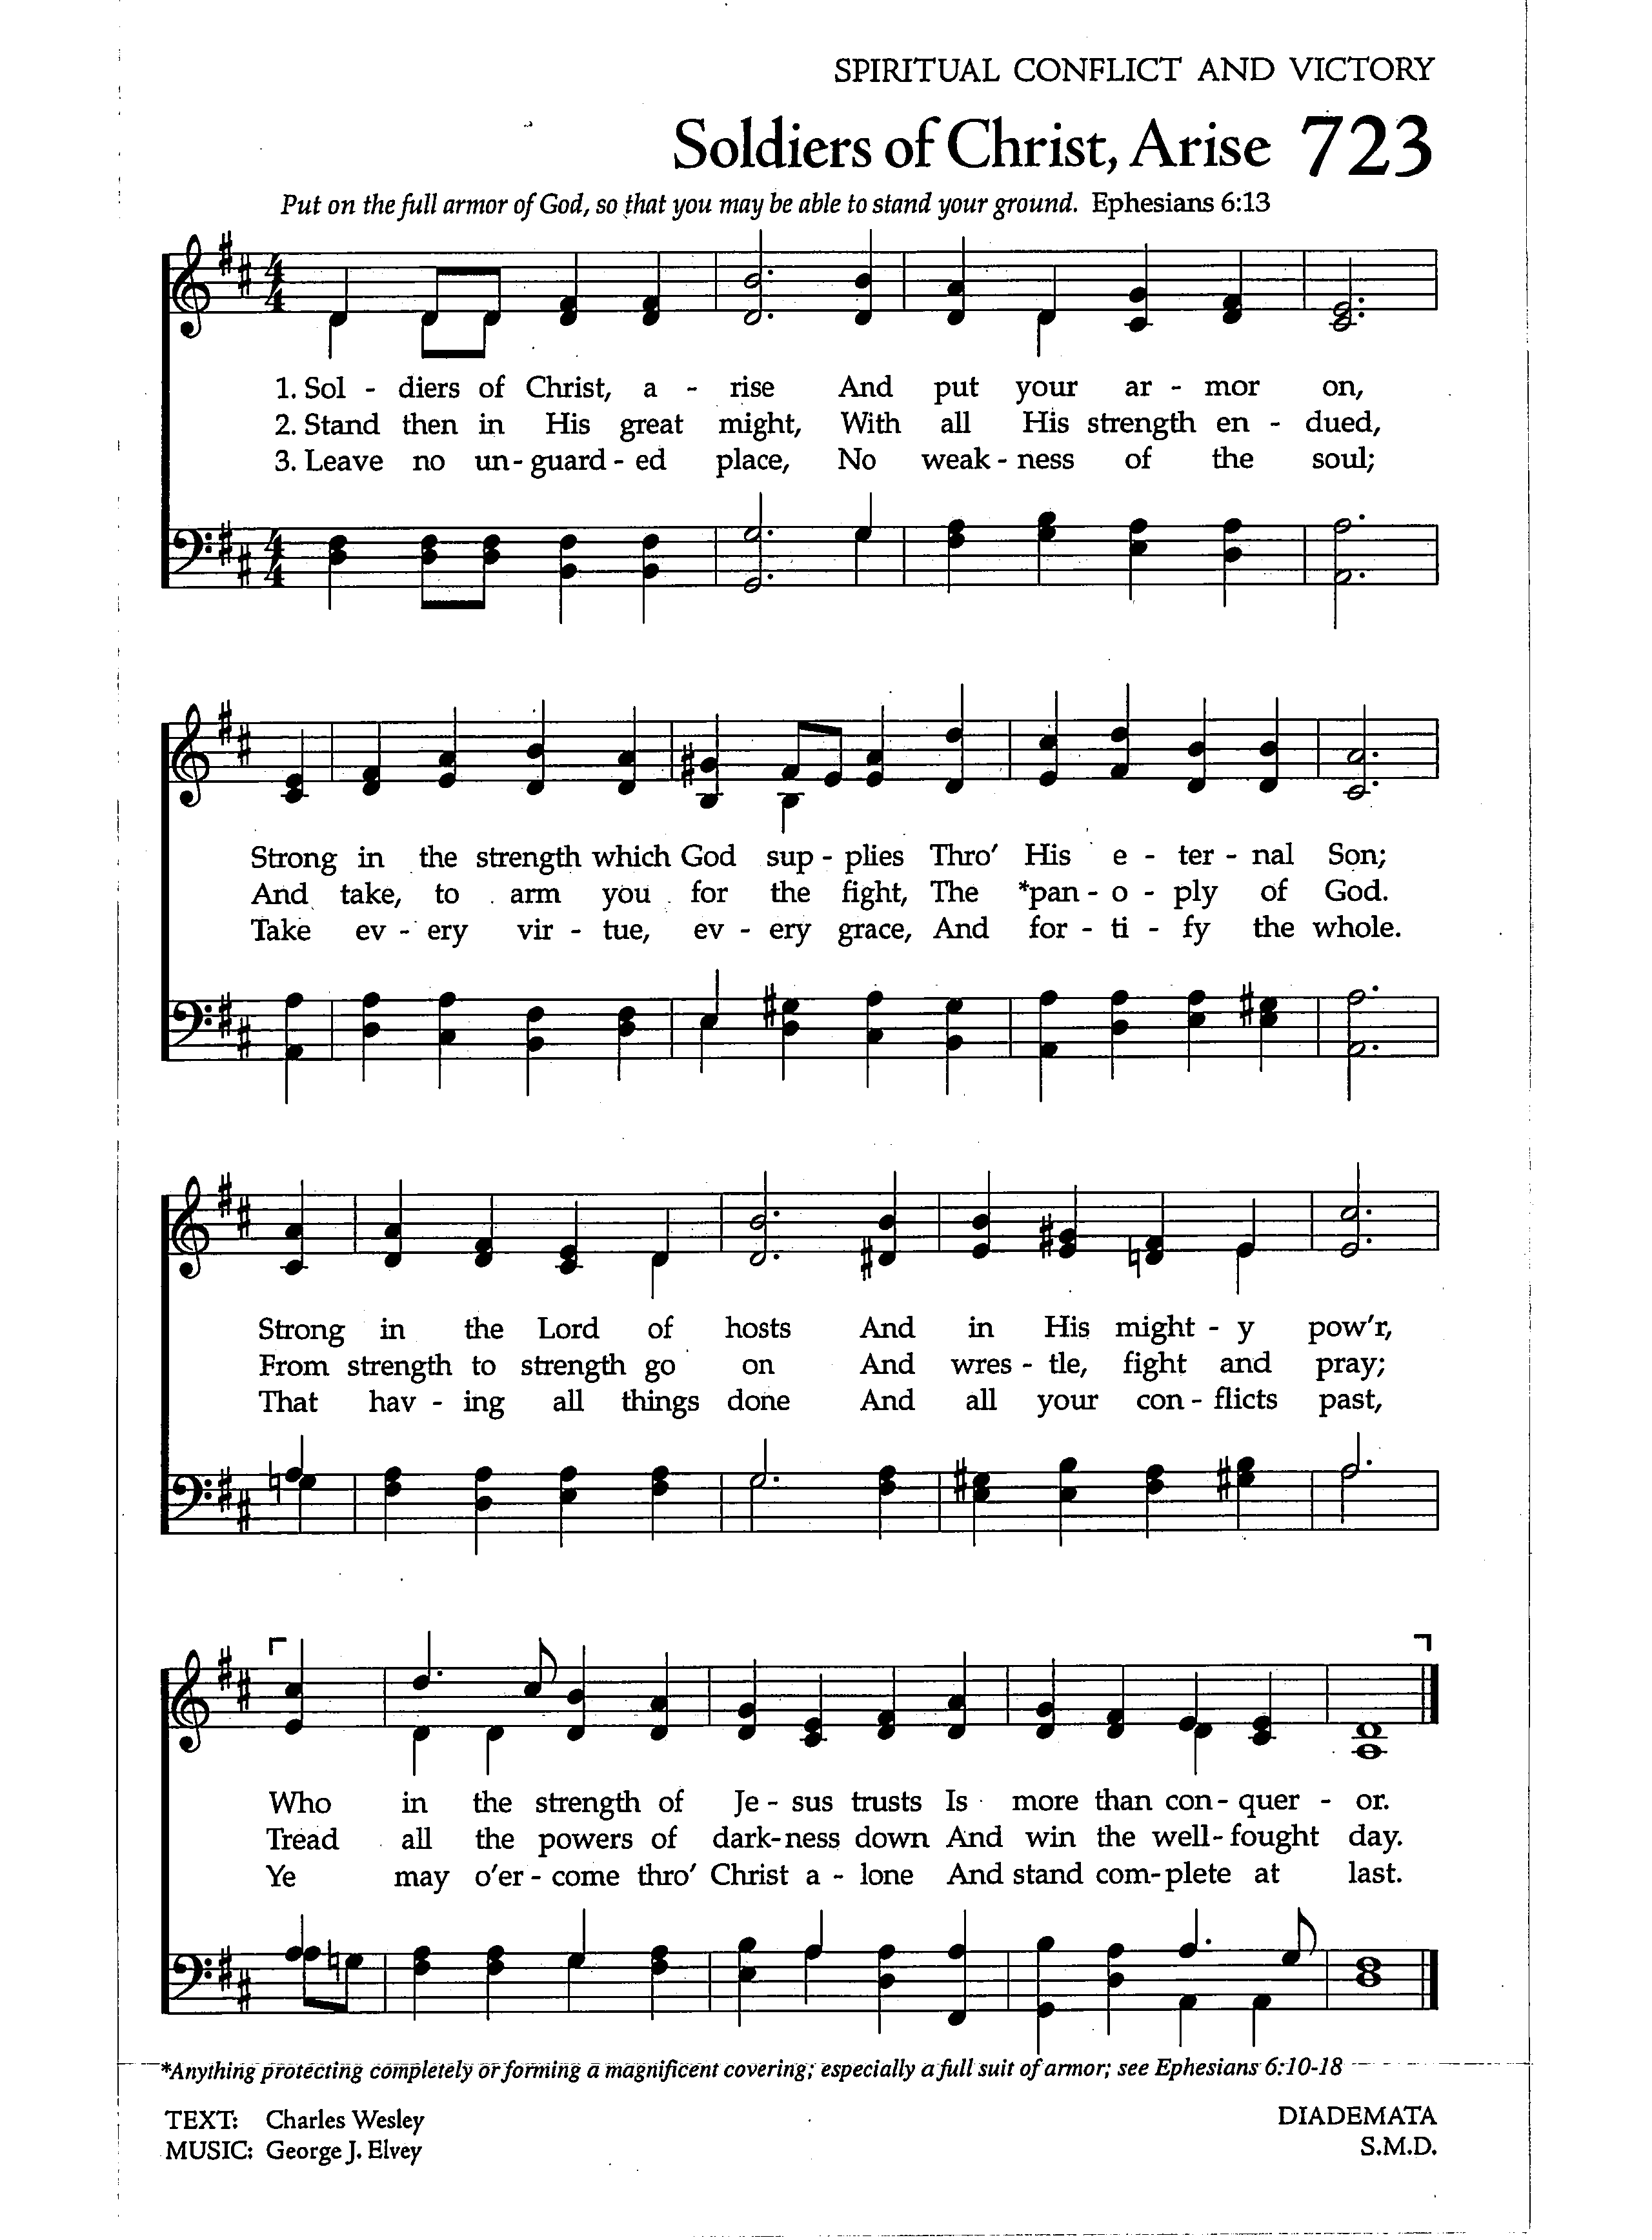 SPIRITUAL CONFLICT AND VICTORY
Soldiers of Christ, Arise 723
Put on the full armor of God, so that you may be able to stand your ground. Ephesians 6:13
1. Sol - diers of Christ, a - rise And put your ar - mor on,
2. Stand then in His great might, With all His strength en - dued,
3. Leave no un - guard - ed place, No weak - ness of the soul;
Strong in the strength which God sup - plies Thro' His e - ter - nal Son;
And take, to arm you for the fight, The *pan - o - ply of God.
Take ev - ery vir - tue, ev - ery grace, And for - ti - fy the whole.
Strong in the Lord of hosts And in His might - y pow'r,
From strength to strength go on And wres - tle, fight and pray;
That hav - ing all things done And all your con - flicts past,
Who in the strength of Je - sus trusts Is more than con - quer - or.
Tread all the powers of dark - ness down And win the well - fought day.
Ye may o'er - come thro' Christ a - lone And stand com - plete at last.
*Anything protecting completely or forming a magnificent covering; especially a full suit of armor; see Ephesians 6:10-18
TEXT: Charles Wesley DIADEMATA
MUSIC: George J. Elvey S.M.D.